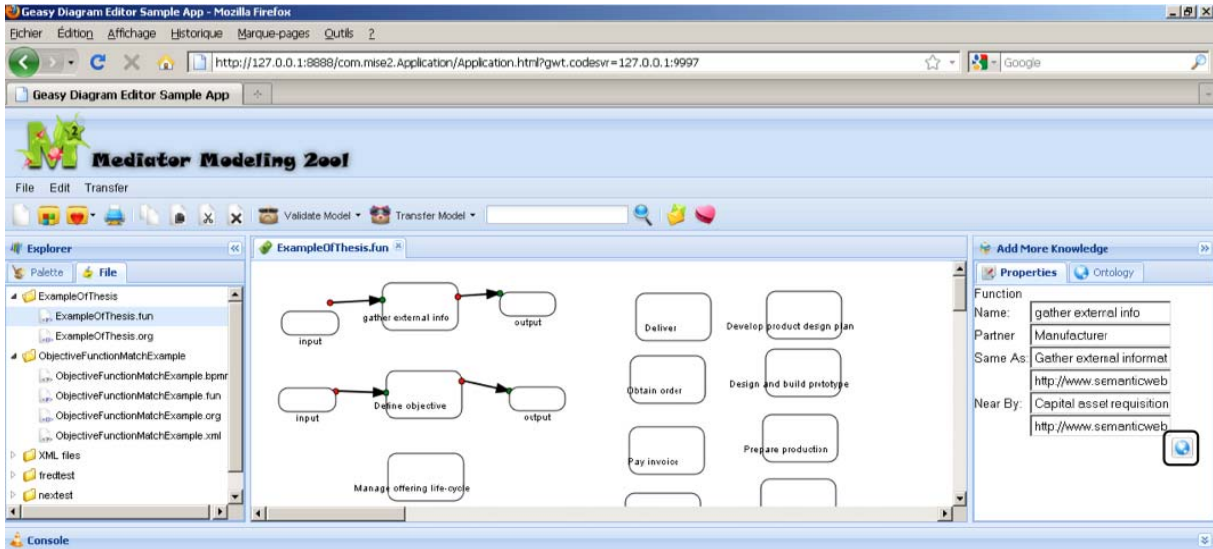 Geasy Diagram Editor Sample App - Mozilla Firefox
Fichier Édition Affichage Historique Marque-pages Outils ?
http://127.0.0.1:8888/com.mise2.Application/Application.html?gwt.codesvr=127.0.0.1:9997
Google
Geasy Diagram Editor Sample App
M 2 Mediator Modeling 2ool
File Edit Transfer
Validate Model Transfer Model
Explorer
ExampleOfThesis.fun
Add More Knowledge
Palette File
Properties Ortology
ExampleOfThesis
ExampleOfThesis.fun
ExampleOfThesis.org
ObjectiveFunctionMatchExample
ObjectiveFunctionMatchExample.bpmn
ObjectiveFunctionMatchExample.fun
ObjectiveFunctionMatchExample.org
ObjectiveFunctionMatchExample.xml
XML files
fredtest
nextest
input
gather external info
output
input
Define objective
output
Manage offering life-cycle
Deliver
Develop product design plan
Obtain order
Design and build prototype
Pay invoice
Prepare production
Function
Name: gather external info
Partner Manufacturer
Same As: Gather external informat
http://www.semanticweb
Near By: Capital asset requisition
http://www.semanticweb
Console